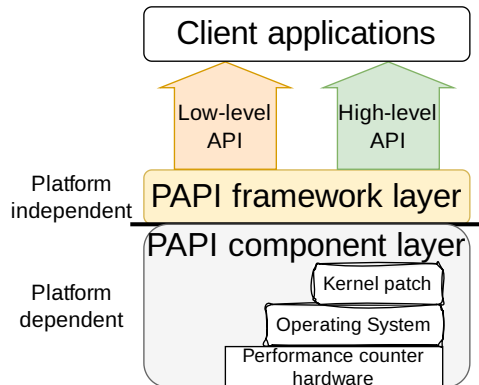 Client applications
Low-level
API
High-level
API
Platform
independent
PAPI framework layer
PAPI component layer
Platform
dependent
Kernel patch
Operating System
Performance counter
hardware